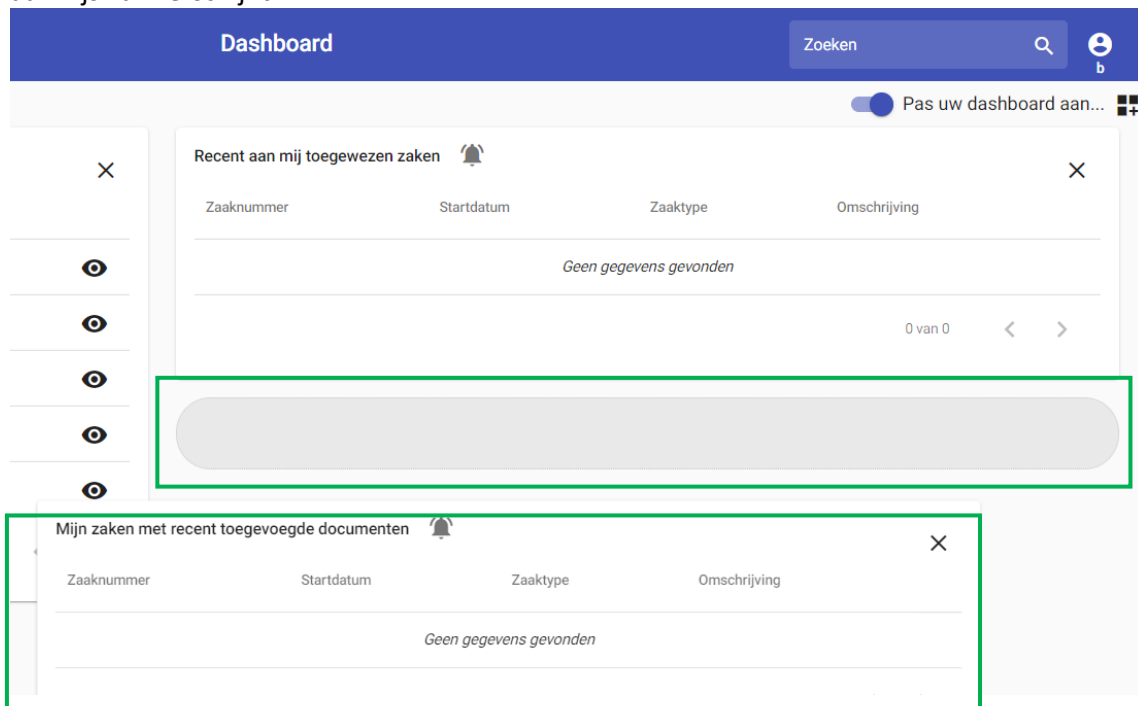 Dashboard
Zoeken
b
Pas uw dashboard aan...
Recent aan mij toegewezen zaken
Zaaknummer Startdatum Zaaktype Omschrijving
Geen gegevens gevonden
0 van 0
Mijn zaken met recent toegevoegde documenten
Zaaknummer Startdatum Zaaktype Omschrijving
Geen gegevens gevonden